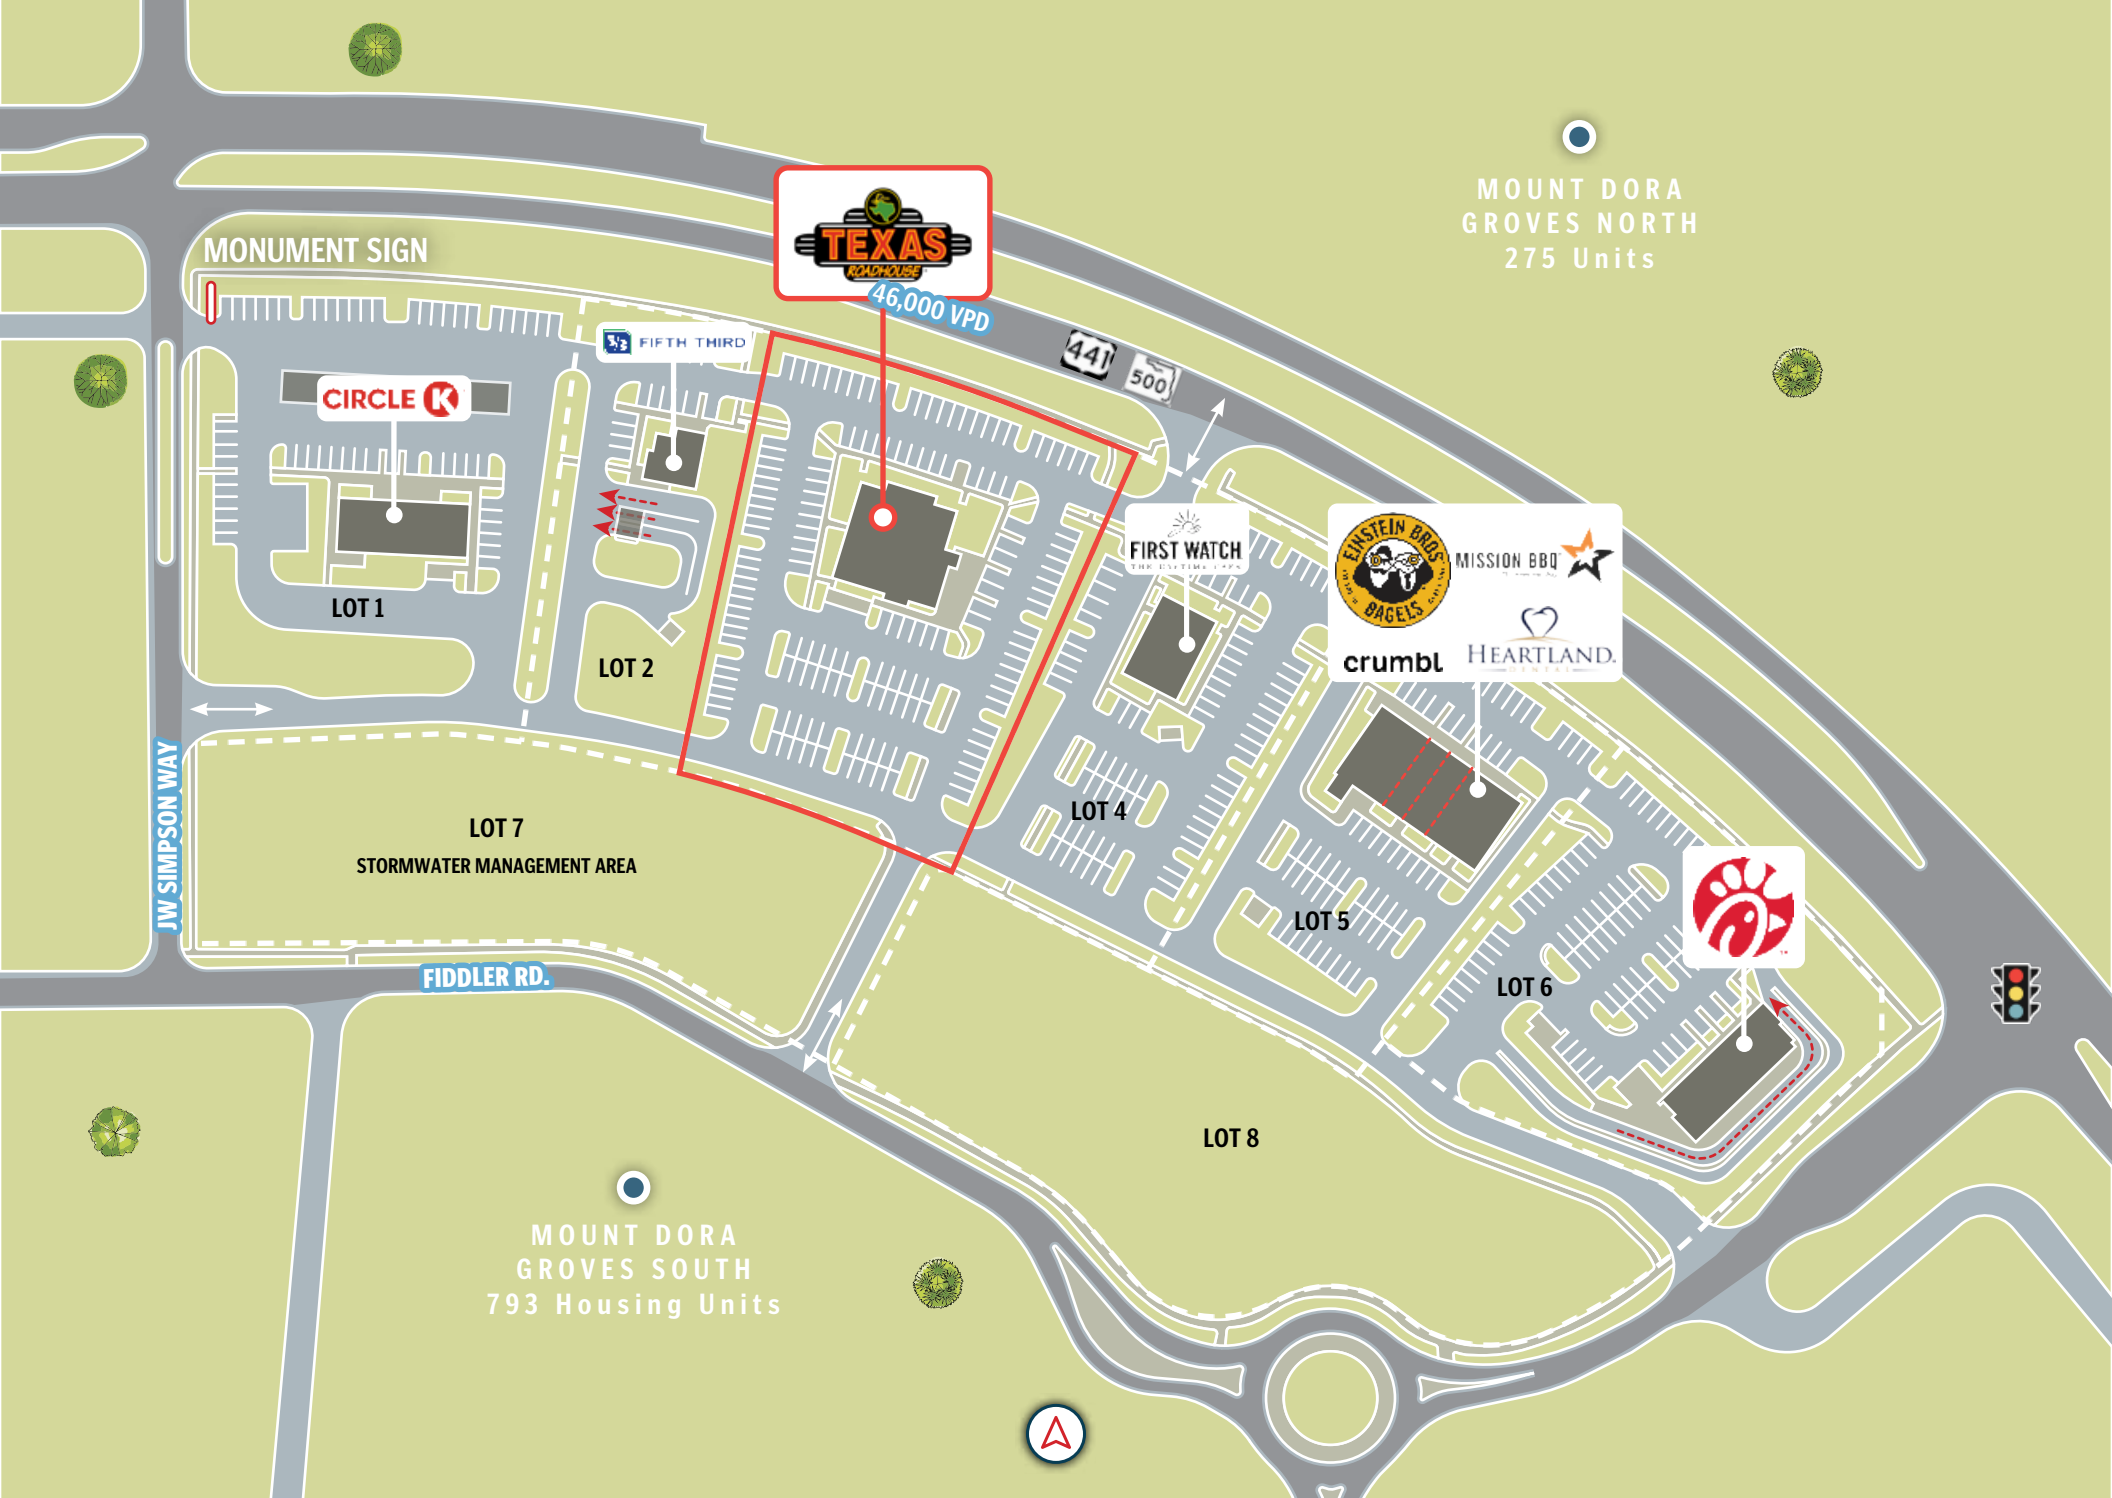 MOUNT DORA
GROVES NORTH
275 Units
MONUMENT SIGN
TEXAS
ROADHOUSE
46,000 VPD
441
500
FIFTH THIRD
CIRCLE K
FIRST WATCH
EINSTEIN BROS
BAGELS
MISSION BBQ
crumbl
HEARTLAND
DENTAL
LOT 1
LOT 2
LOT 4
LOT 5
LOT 6
LOT 7
STORMWATER MANAGEMENT AREA
LOT 8
JW SIMPSON WAY
FIDDLER RD.
MOUNT DORA
GROVES SOUTH
793 Housing Units